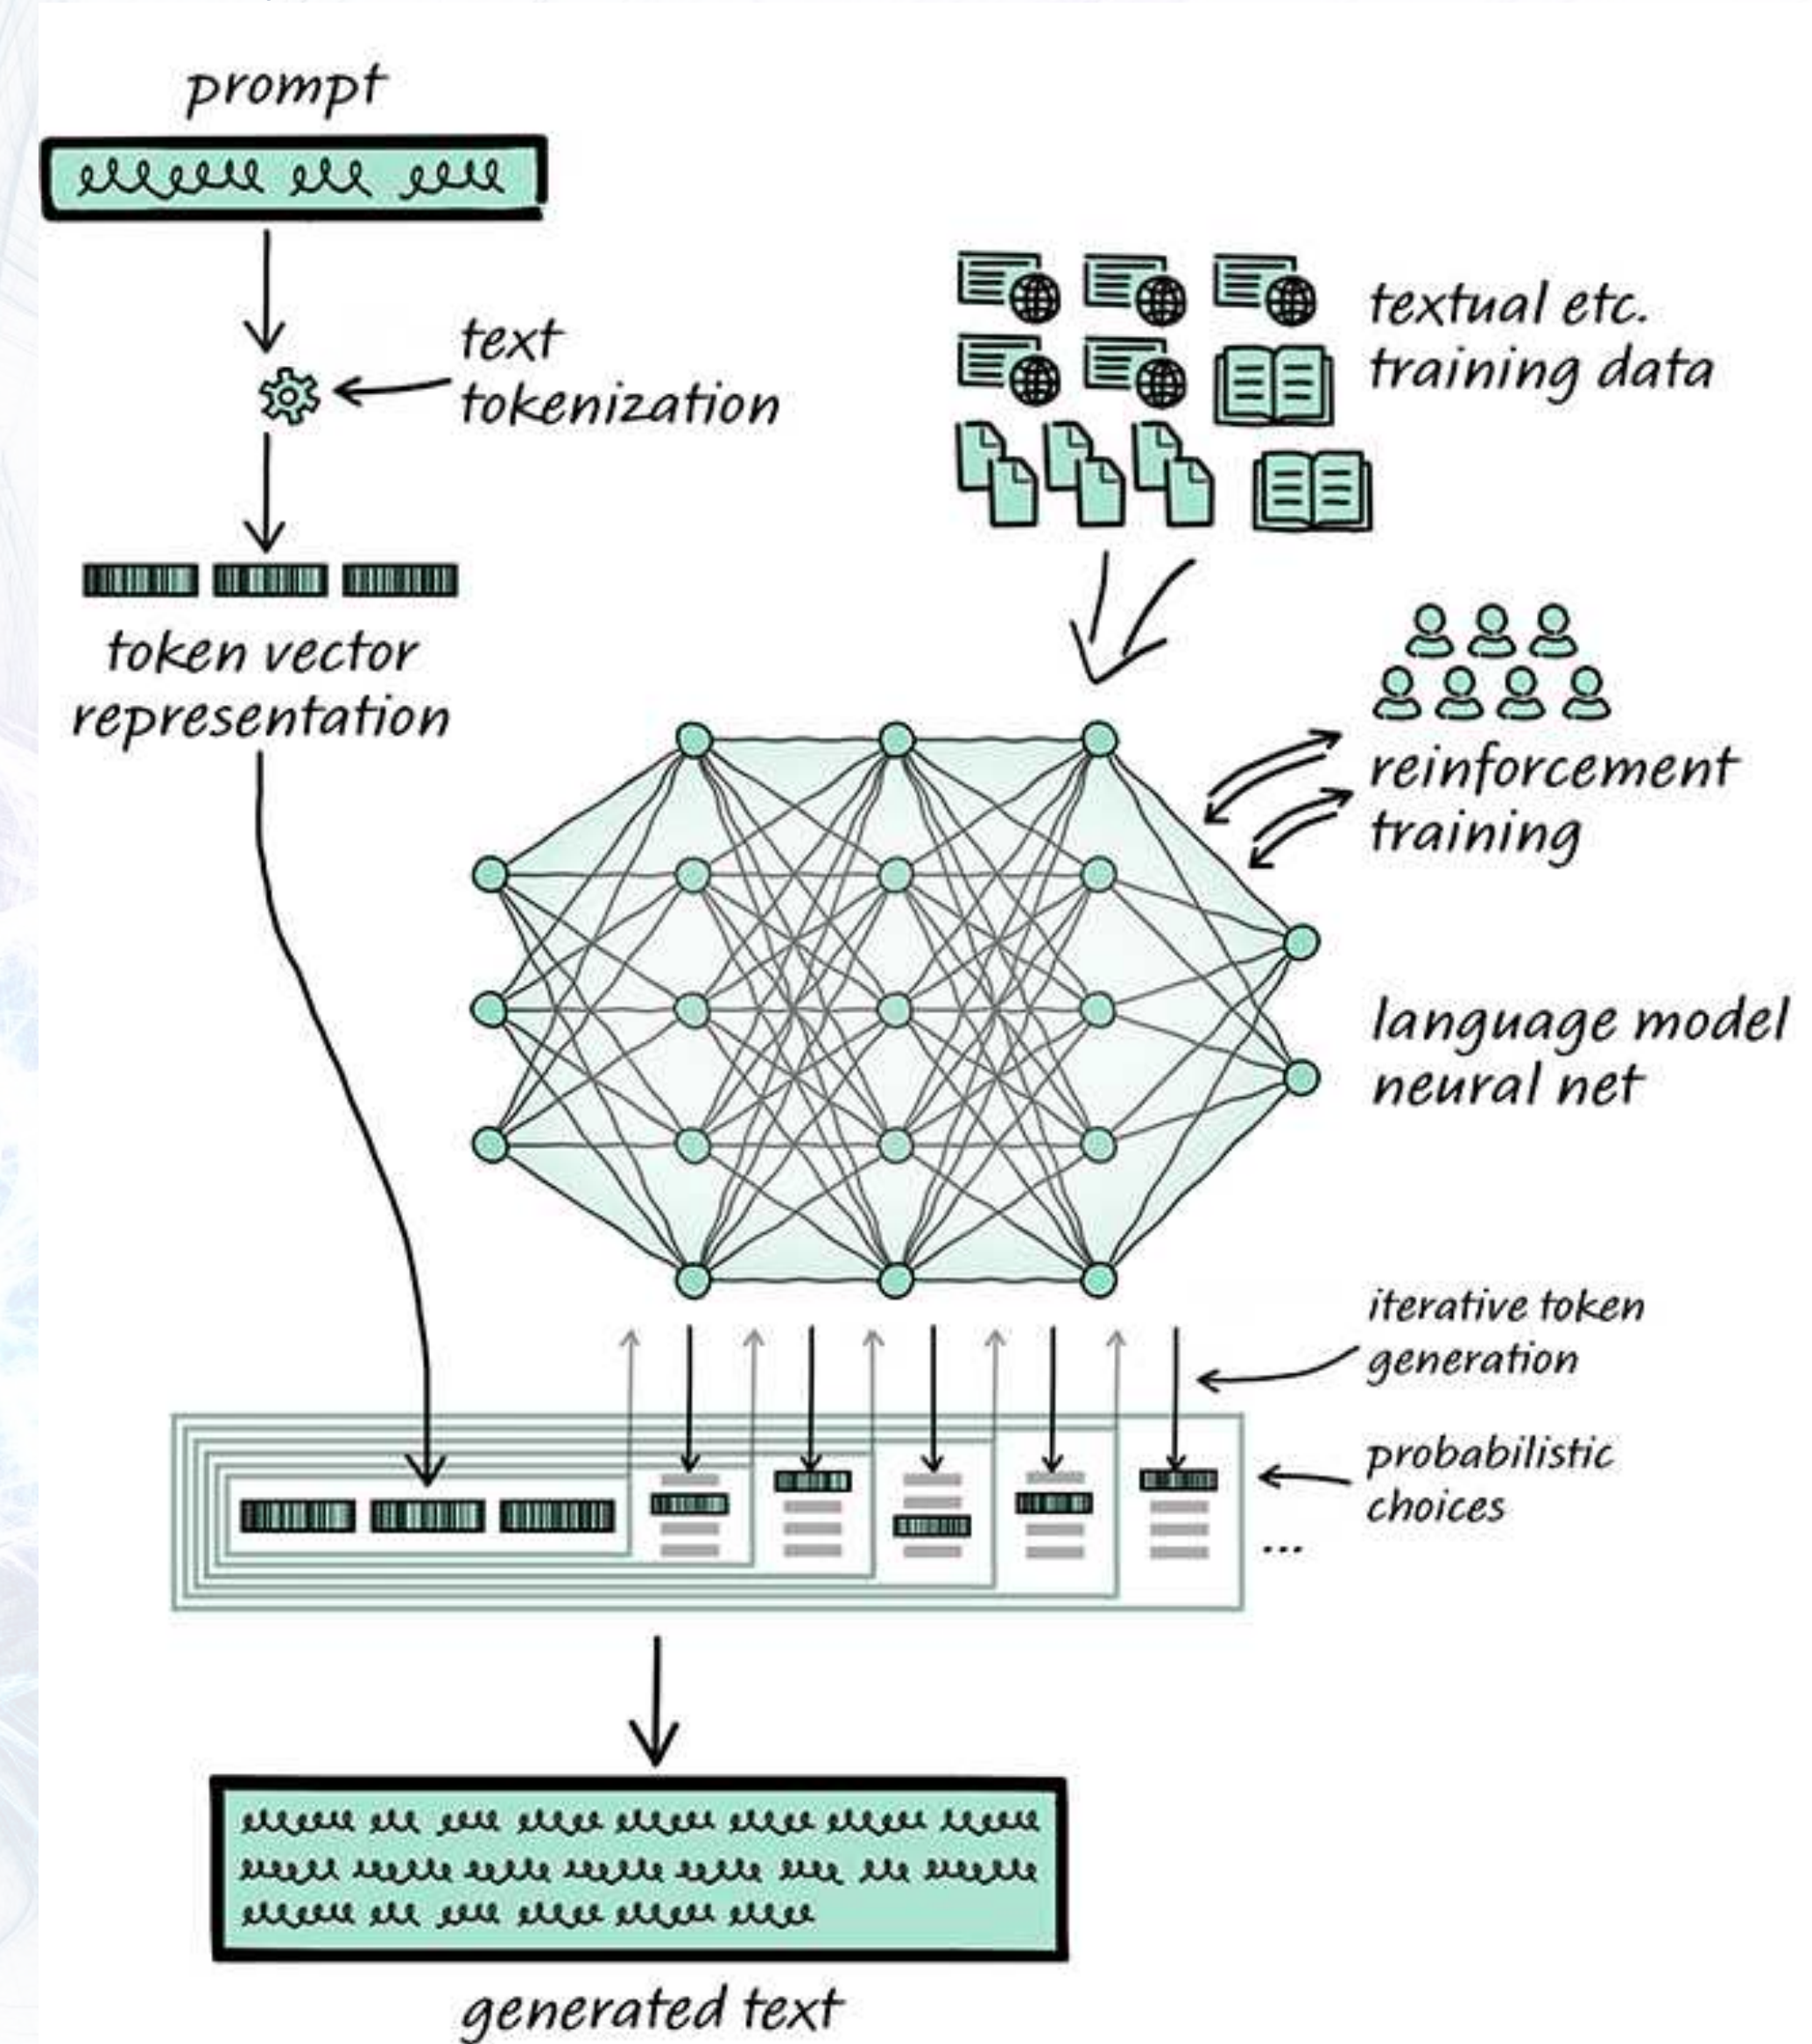 prompt
text
tokenization
token vector
representation
textual etc.
training data
reinforcement
training
language model
neural net
iterative token
generation
probabilistic
choices
...
generated text